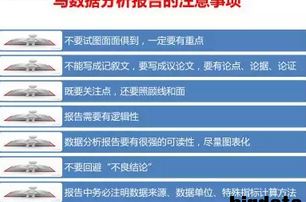 写数据分析报告的注意事项
不要试图面面俱到，一定要有重点
不能写成记叙文，要写成议论文，要有论点、论据、论证
既要关注点，还要照顾线和面
报告需要有逻辑性
数据分析报告要有很强的可读性，尽量图表化
不要回避“不良结论”
报告中务必注明数据来源、数据单位、特殊指标计算方法